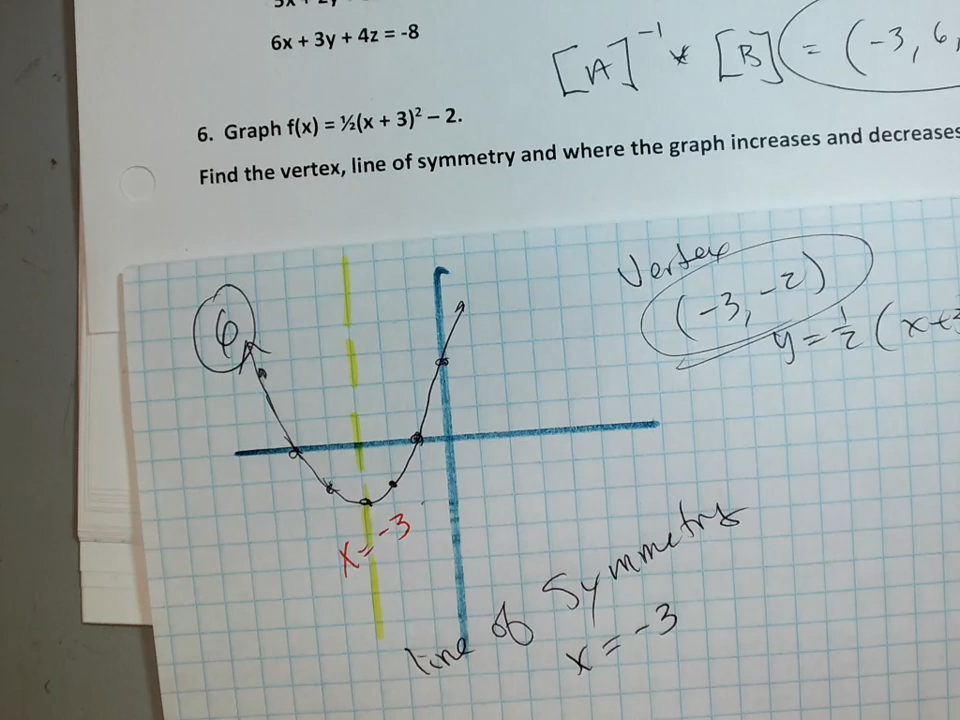 6x + 3y + 4z = -8
[A]⁻¹ * [B] = (-3, 6,
6. Graph f(x) = ½(x + 3)² – 2.
Find the vertex, line of symmetry and where the graph increases and decreases
Vertex
(-3, -2)
y = ½ (x+3
6
x = -3
line of Symmetry
x = -3